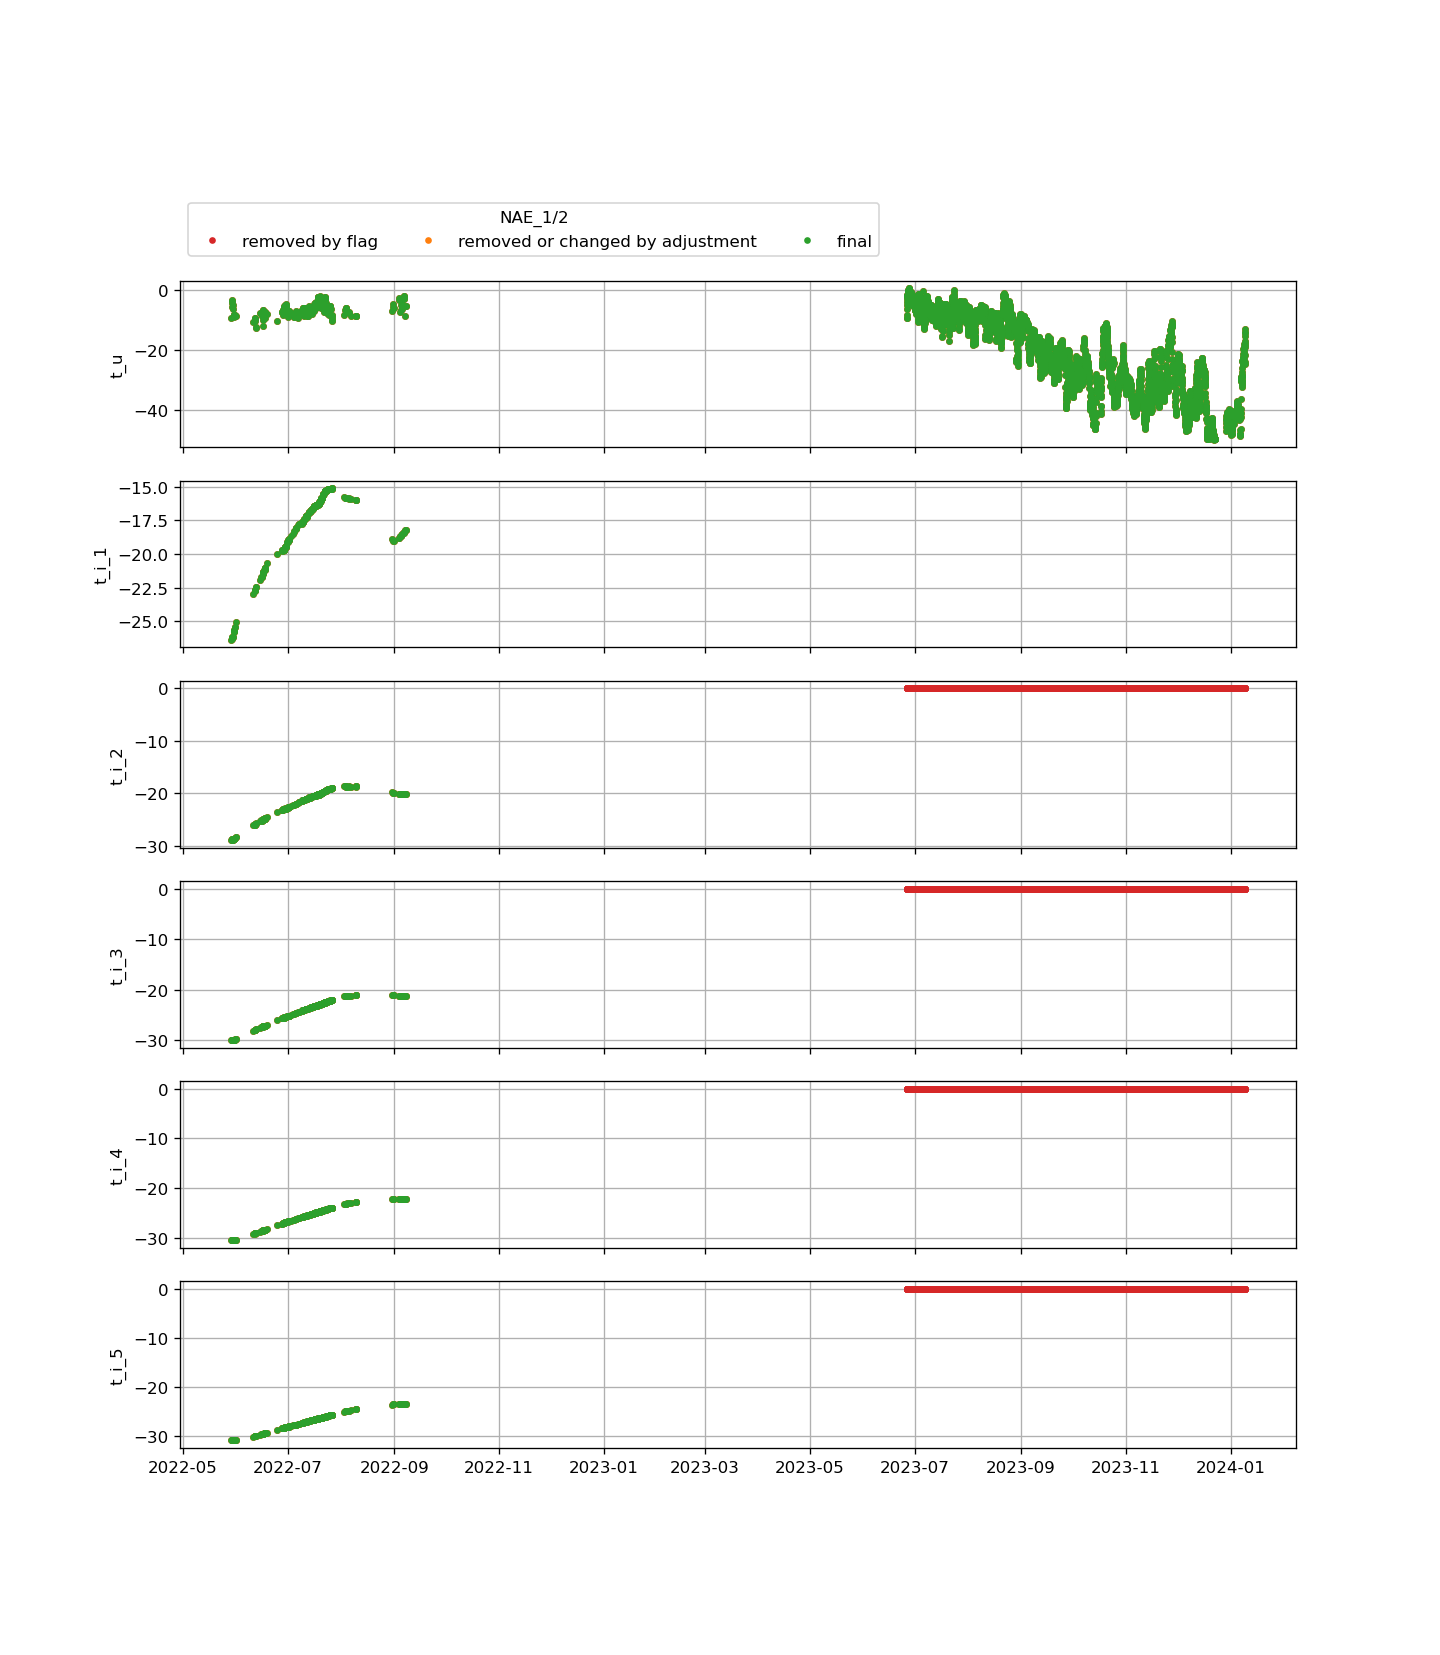 NAE_1/2
removed by flag removed or changed by adjustment final
0
−20
−40
t_u
−15.0
−17.5
−20.0
−22.5
−25.0
t_i_1
0
−10
−20
−30
t_i_2
0
−10
−20
−30
t_i_3
0
−10
−20
−30
t_i_4
0
−10
−20
−30
t_i_5
2022-05 2022-07 2022-09 2022-11 2023-01 2023-03 2023-05 2023-07 2023-09 2023-11 2024-01